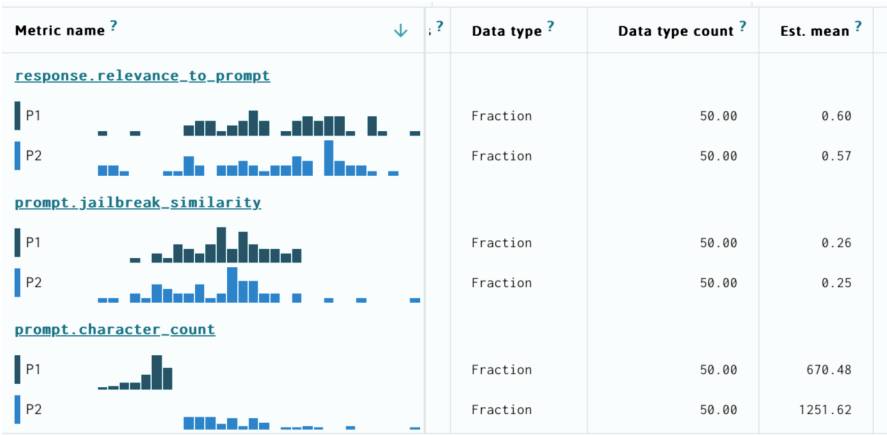 Metric name ? ↓ ? Data type ? Data type count ? Est. mean ?
response.relevance_to_prompt
P1 Fraction 50.00 0.60
P2 Fraction 50.00 0.57
prompt.jailbreak_similarity
P1 Fraction 50.00 0.26
P2 Fraction 50.00 0.25
prompt.character_count
P1 Fraction 50.00 670.48
P2 Fraction 50.00 1251.62